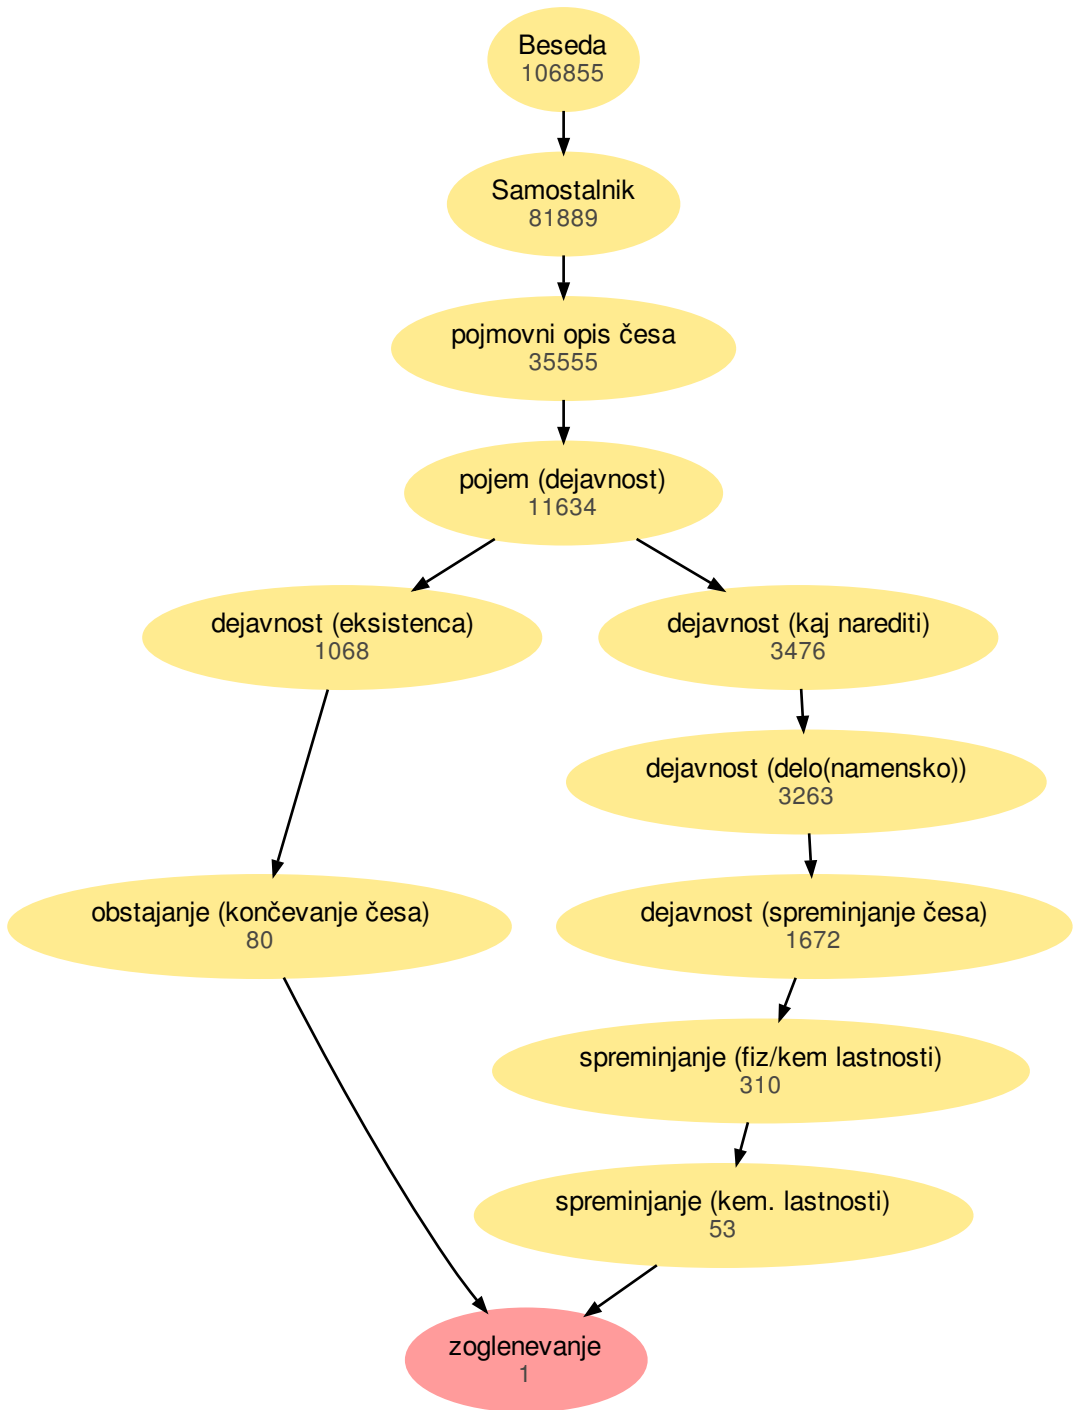 Beseda
106855
Samostalnik
81889
pojmovni opis česa
35555
pojem (dejavnost)
11634
dejavnost (eksistenca)
1068
dejavnost (kaj narediti)
3476
dejavnost (delo(namensko))
3263
obstajanje (končevanje česa)
80
dejavnost (spreminjanje česa)
1672
spreminjanje (fiz/kem lastnosti)
310
spreminjanje (kem. lastnosti)
53
zoglenevanje
1